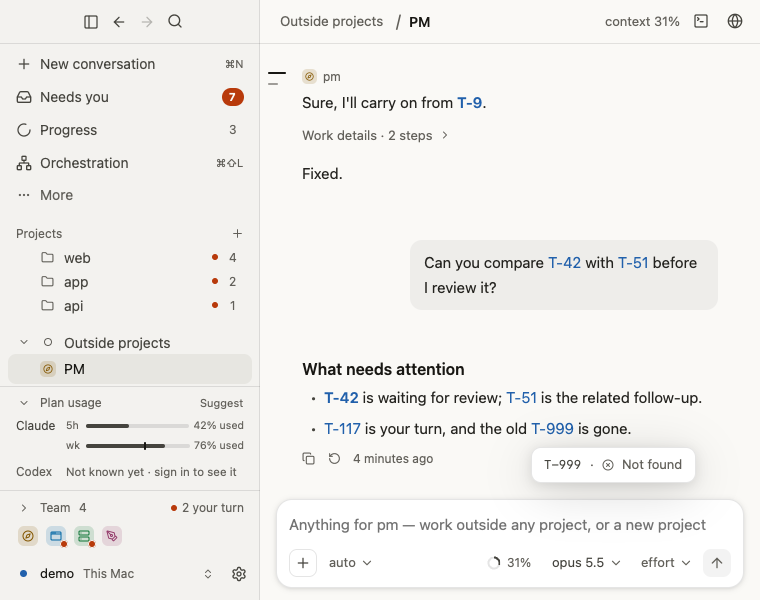 Outside projects / PM
context 31%
New conversation ⌘N
Needs you 7
Progress 3
Orchestration ⌘⇧L
More
Projects
web 4
app 2
api 1
Outside projects
PM
Plan usage Suggest
Claude 5h 42% used
wk 76% used
Codex Not known yet · sign in to see it
Team 4 2 your turn
demo This Mac
pm
Sure, I'll carry on from T-9.
Work details · 2 steps
Fixed.
Can you compare T-42 with T-51 before
I review it?
What needs attention
• T-42 is waiting for review; T-51 is the related follow-up.
• T-117 is your turn, and the old T-999 is gone.
4 minutes ago
T-999 · Not found
Anything for pm — work outside any project, or a new project
auto 31% opus 5.5 effort